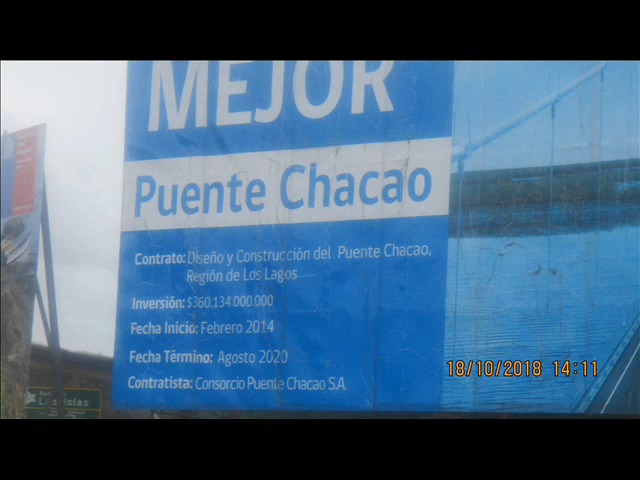 MEJOR
Puente Chacao
Contrato: Diseño y Construcción del Puente Chacao,
Región de Los Lagos
Inversión: $360.134.000.000
Fecha Inicio: Febrero 2014
Fecha Término: Agosto 2020
Contratista: Consorcio Puente Chacao S.A.
18/10/2018 14:11